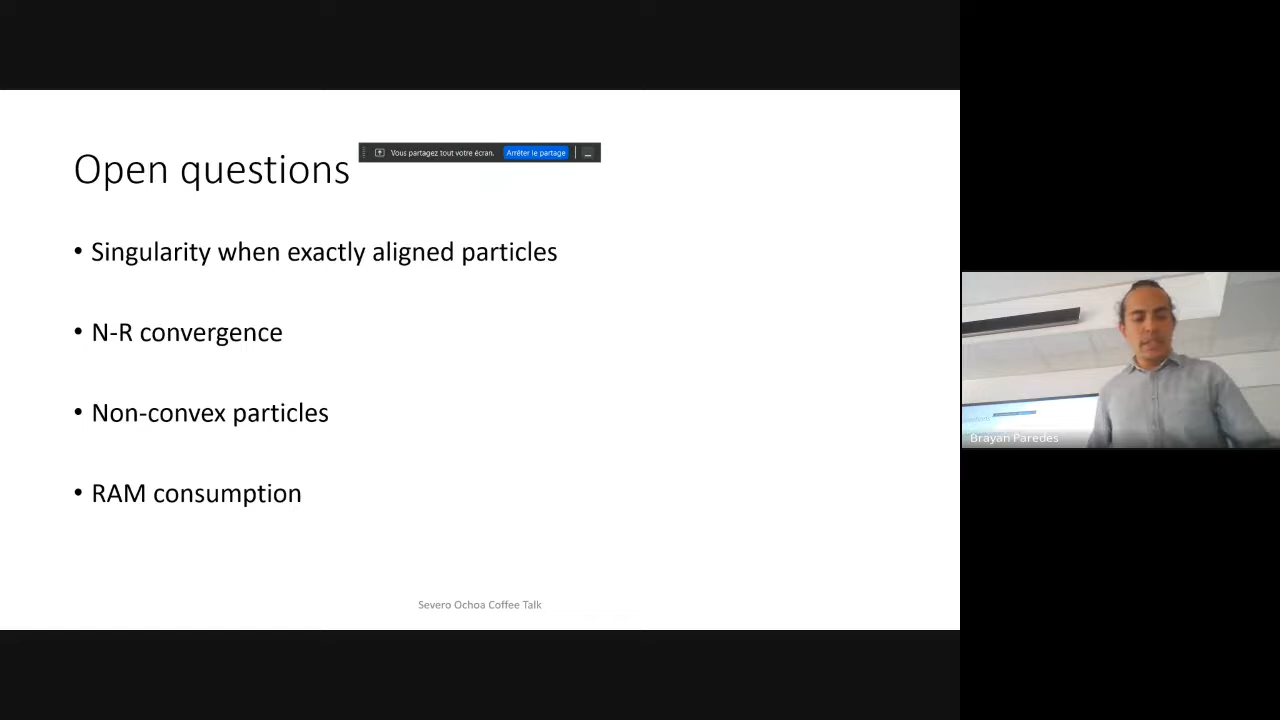 Open questions
Vous partagez tout votre écran. Arrêter le partage
• Singularity when exactly aligned particles
• N-R convergence
• Non-convex particles
• RAM consumption
Severo Ochoa Coffee Talk
Brayan Paredes